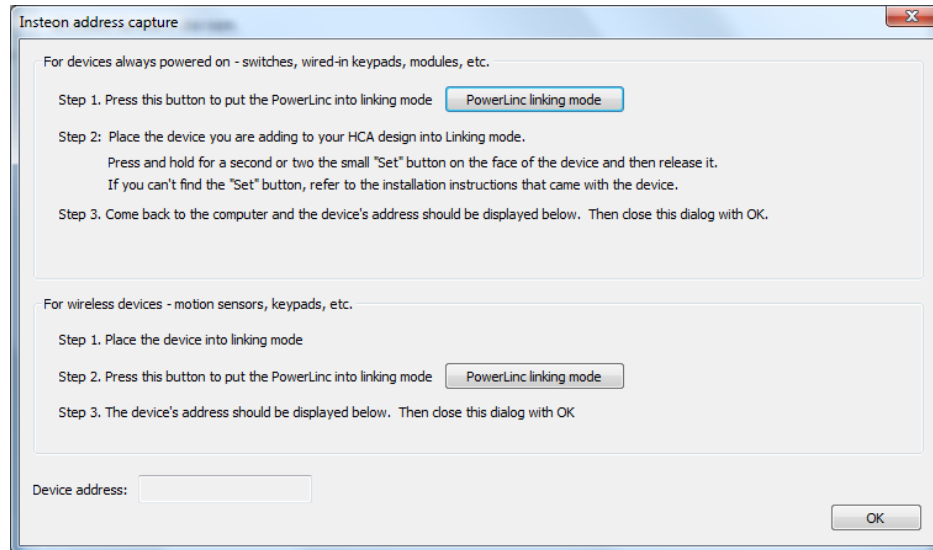 Insteon address capture
For devices always powered on - switches, wired-in keypads, modules, etc.
Step 1. Press this button to put the PowerLinc into linking mode PowerLinc linking mode
Step 2: Place the device you are adding to your HCA design into Linking mode.
Press and hold for a second or two the small "Set" button on the face of the device and then release it.
If you can't find the "Set" button, refer to the installation instructions that came with the device.
Step 3. Come back to the computer and the device's address should be displayed below. Then close this dialog with OK.
For wireless devices - motion sensors, keypads, etc.
Step 1. Place the device into linking mode
Step 2. Press this button to put the PowerLinc into linking mode PowerLinc linking mode
Step 3. The device's address should be displayed below. Then close this dialog with OK
Device address:
OK